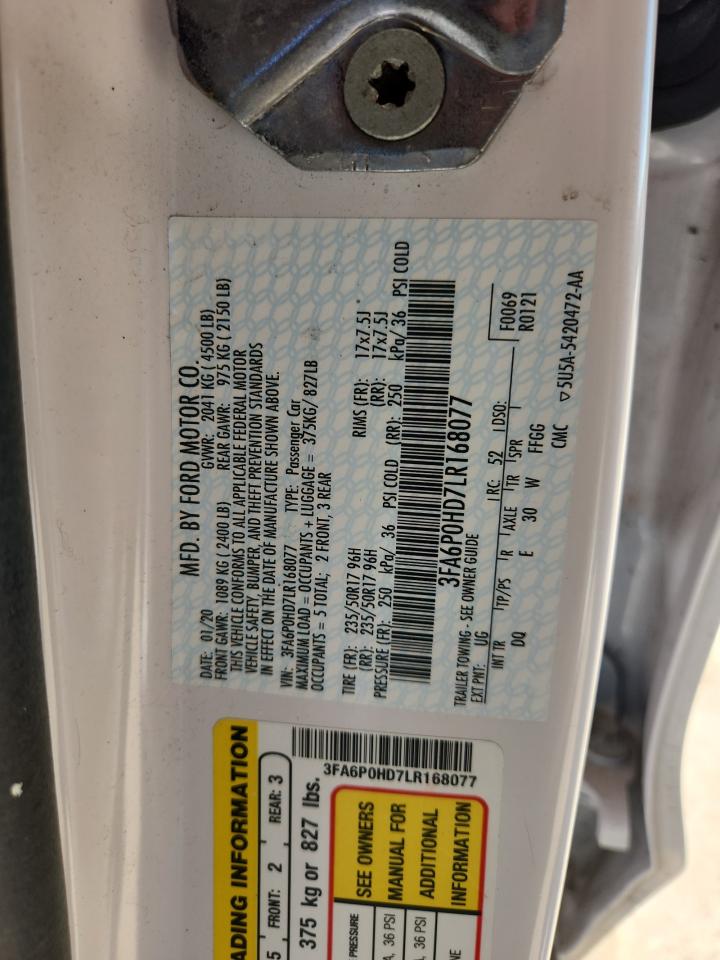 MFD. BY FORD MOTOR CO.
DATE: 01/20 GVWR: 2041 KG ( 4500 LB)
FRONT GAWR: 1089 KG ( 2400 LB) REAR GAWR: 975 KG ( 2150 LB)
THIS VEHICLE CONFORMS TO ALL APPLICABLE FEDERAL MOTOR
VEHICLE SAFETY, BUMPER, AND THEFT PREVENTION STANDARDS
IN EFFECT ON THE DATE OF MANUFACTURE SHOWN ABOVE.
VIN: 3FA6P0HD7LR168077 TYPE: Passenger Car
MAXIMUM LOAD = OCCUPANTS + LUGGAGE = 375KG/ 827LB
OCCUPANTS = 5 TOTAL; 2 FRONT, 3 REAR
TIRE (FR): 235/50R17 96H RIMS (FR): 17x7.5J
(RR): 235/50R17 96H (RR): 17x7.5J
PRESSURE (FR): 250 kPa/ 36 PSI COLD (RR): 250 kPa/ 36 PSI COLD
3FA6P0HD7LR168077
TRAILER TOWING - SEE OWNER GUIDE
EXT PNT: UG RC: 52 DSO: F0069
R0121
INT TR TP/PS R AXLE TR SPR
DQ E 30 W FFGG
CMC ▽5U5A-5420472-AA
ADING INFORMATION
5 FRONT: 2 REAR: 3
375 kg or 827 lbs.
3FA6P0HD7LR168077
PRESSURE
A, 36 PSI
A, 36 PSI
NE
SEE OWNERS
MANUAL FOR
ADDITIONAL
INFORMATION